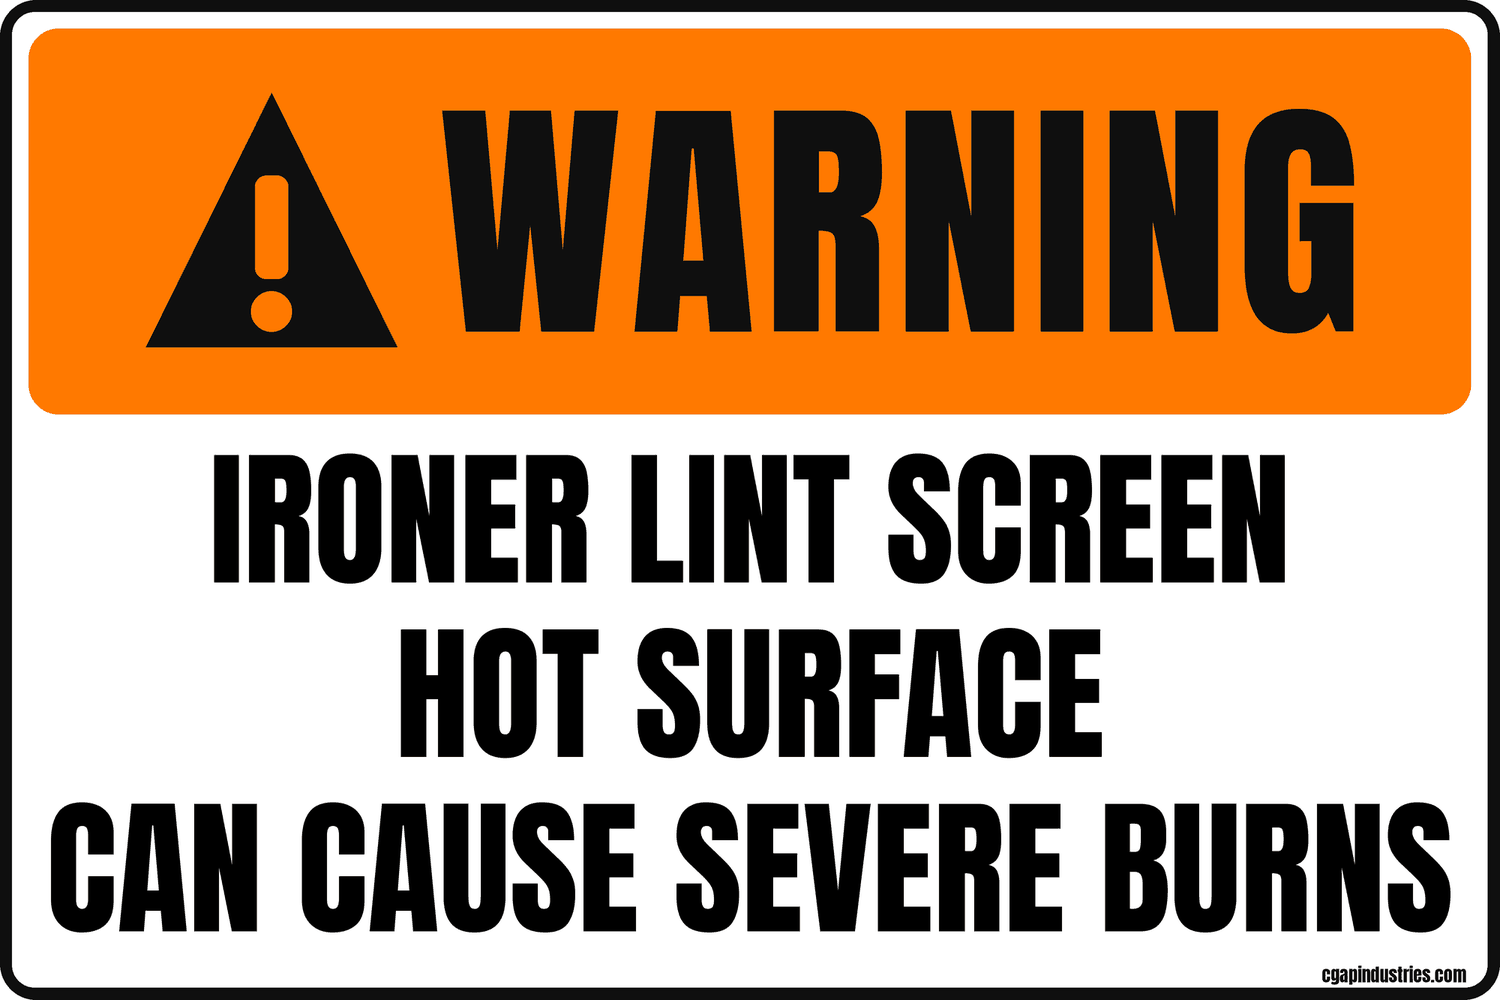 WARNING
IRONER LINT SCREEN
HOT SURFACE
CAN CAUSE SEVERE BURNS
cgapindustries.com